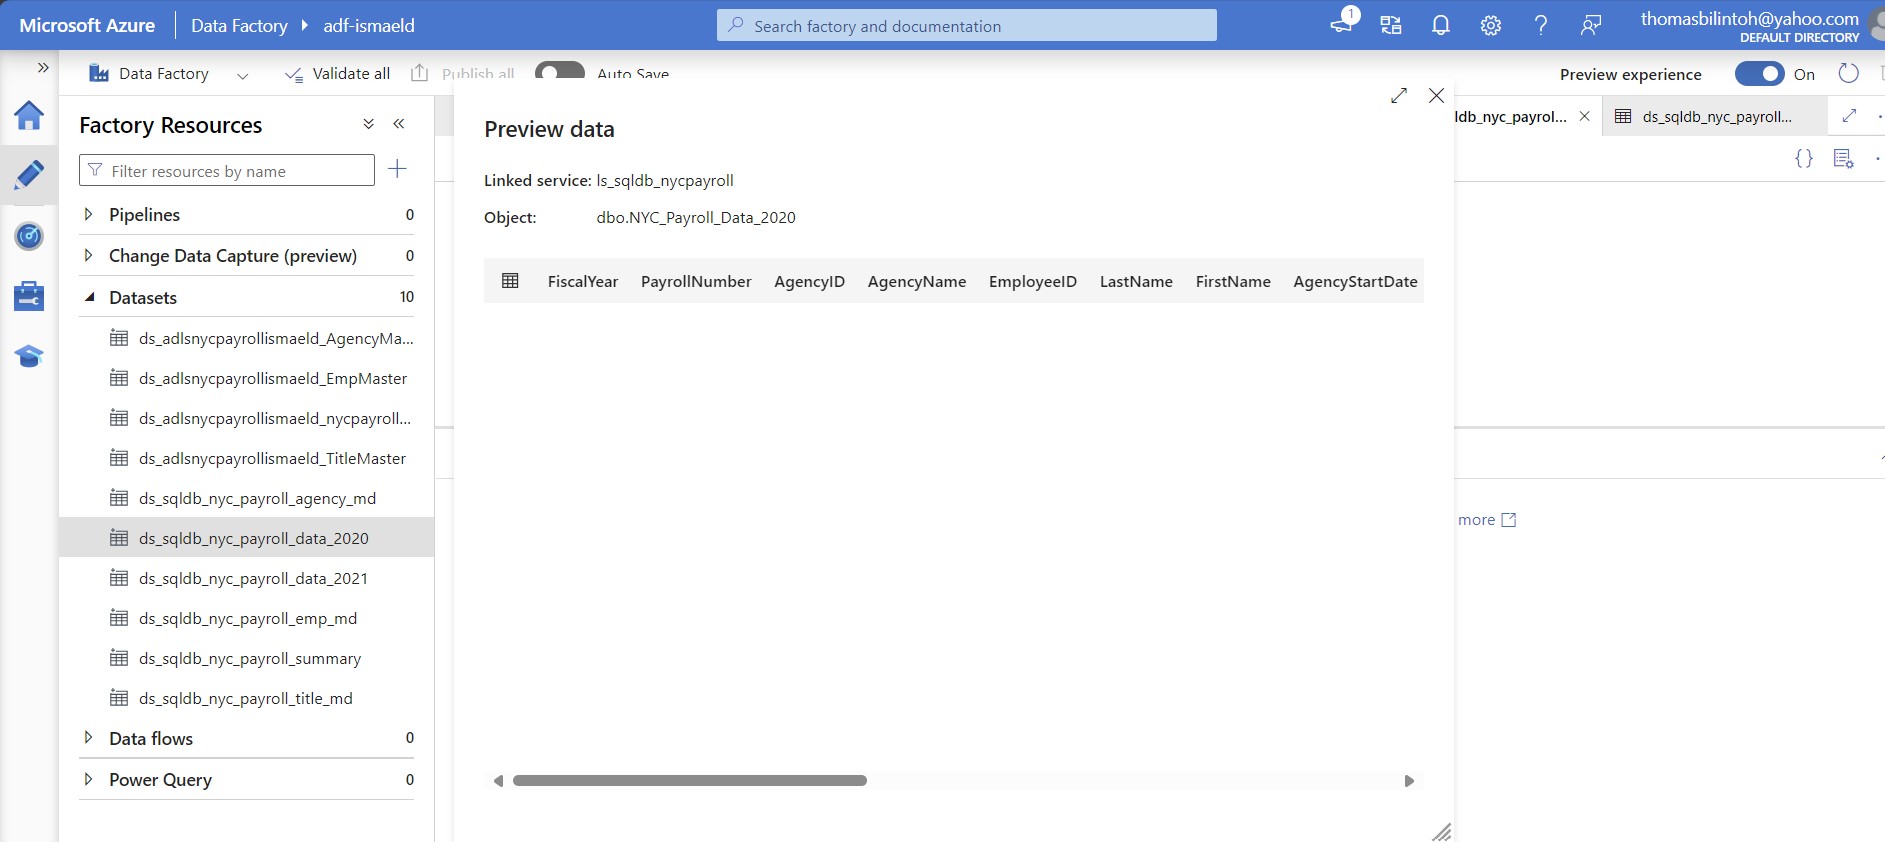 Microsoft Azure
Data Factory
adf-ismaeld
Search factory and documentation
1
thomasbilintoh@yahoo.com
DEFAULT DIRECTORY
Data Factory
Validate all
Publish all
Auto Save
Preview experience
On
Factory Resources
Filter resources by name
Pipelines 0
Change Data Capture (preview) 0
Datasets 10
ds_adlsnycpayrollismaeld_AgencyMa...
ds_adlsnycpayrollismaeld_EmpMaster
ds_adlsnycpayrollismaeld_nycpayroll...
ds_adlsnycpayrollismaeld_TitleMaster
ds_sqldb_nyc_payroll_agency_md
ds_sqldb_nyc_payroll_data_2020
ds_sqldb_nyc_payroll_data_2021
ds_sqldb_nyc_payroll_emp_md
ds_sqldb_nyc_payroll_summary
ds_sqldb_nyc_payroll_title_md
Data flows 0
Power Query 0
Preview data
Linked service: ls_sqldb_nycpayroll
Object: dbo.NYC_Payroll_Data_2020
FiscalYear PayrollNumber AgencyID AgencyName EmployeeID LastName FirstName AgencyStartDate
ldb_nyc_payrol...
ds_sqldb_nyc_payroll...
{}
more